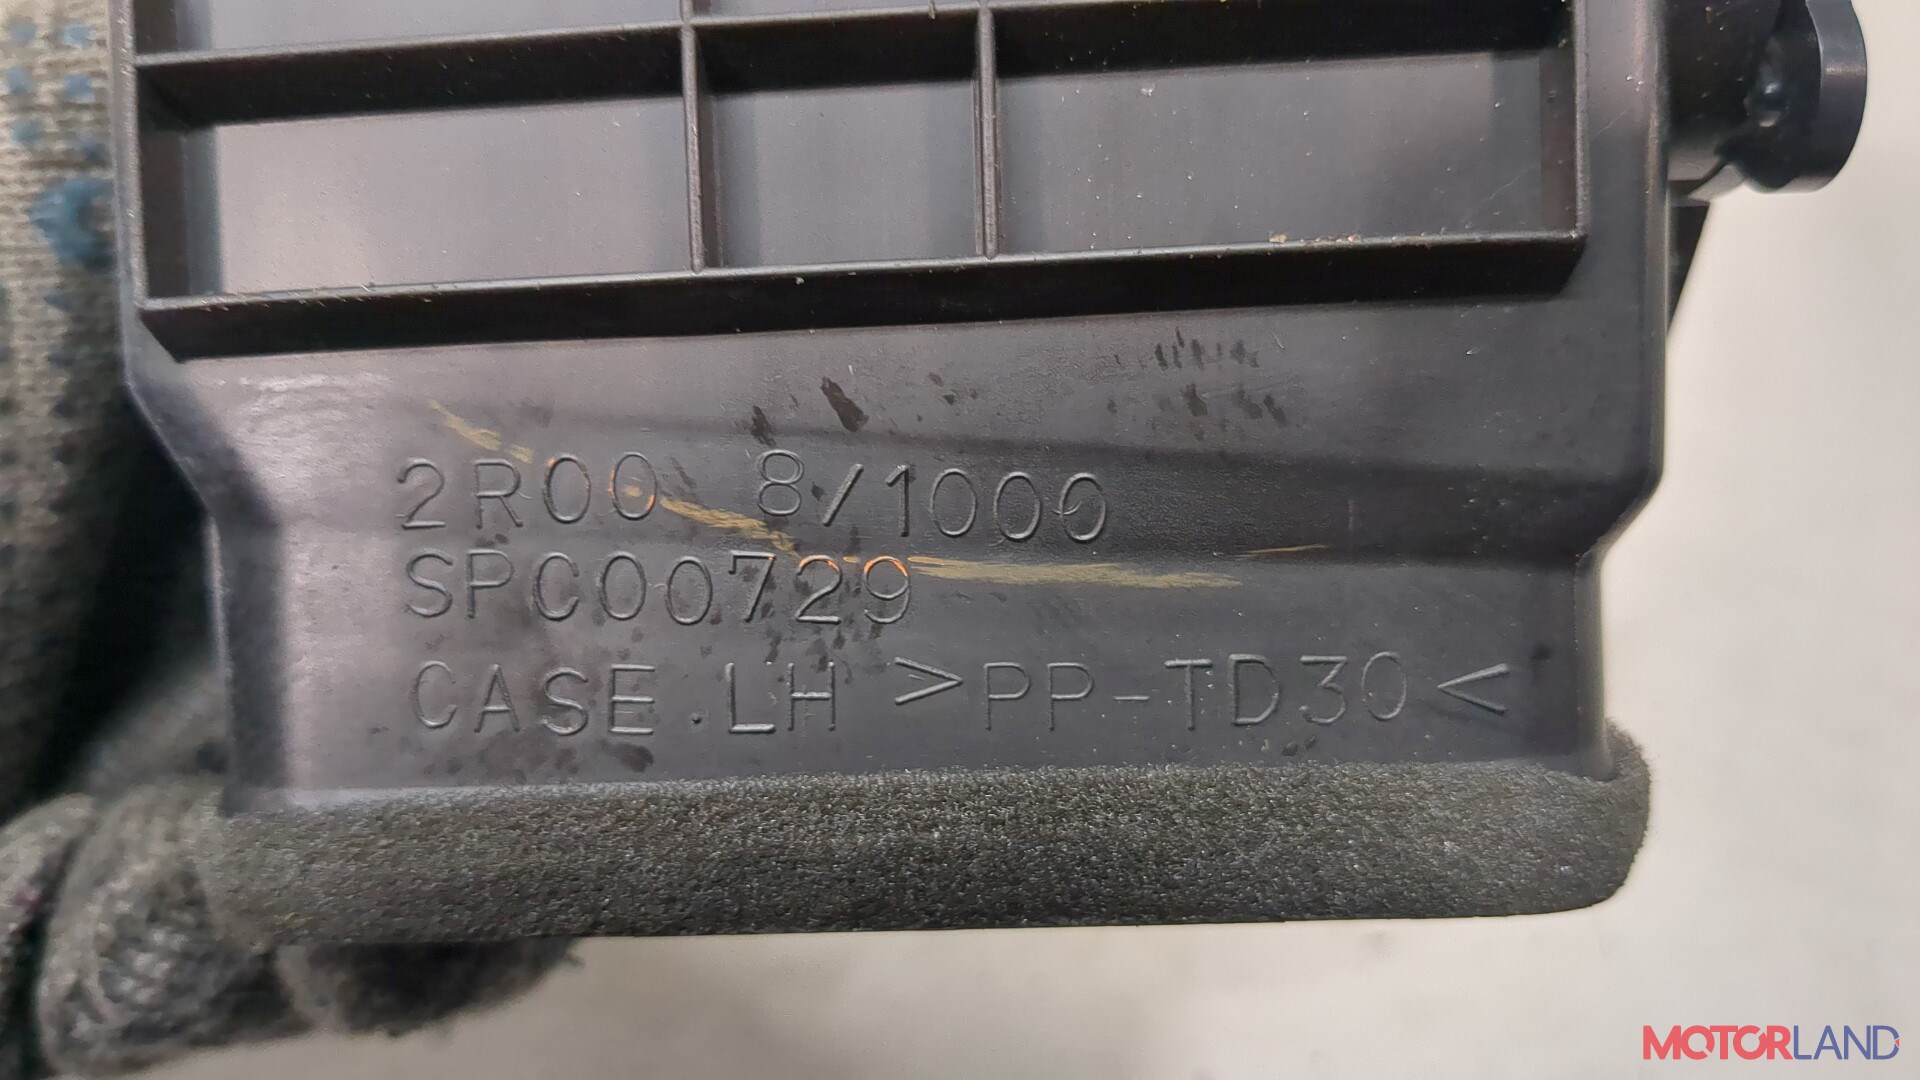 2R00 8/1000
SPC00729
CASE.LH >PP-TD30<
MOTORLAND